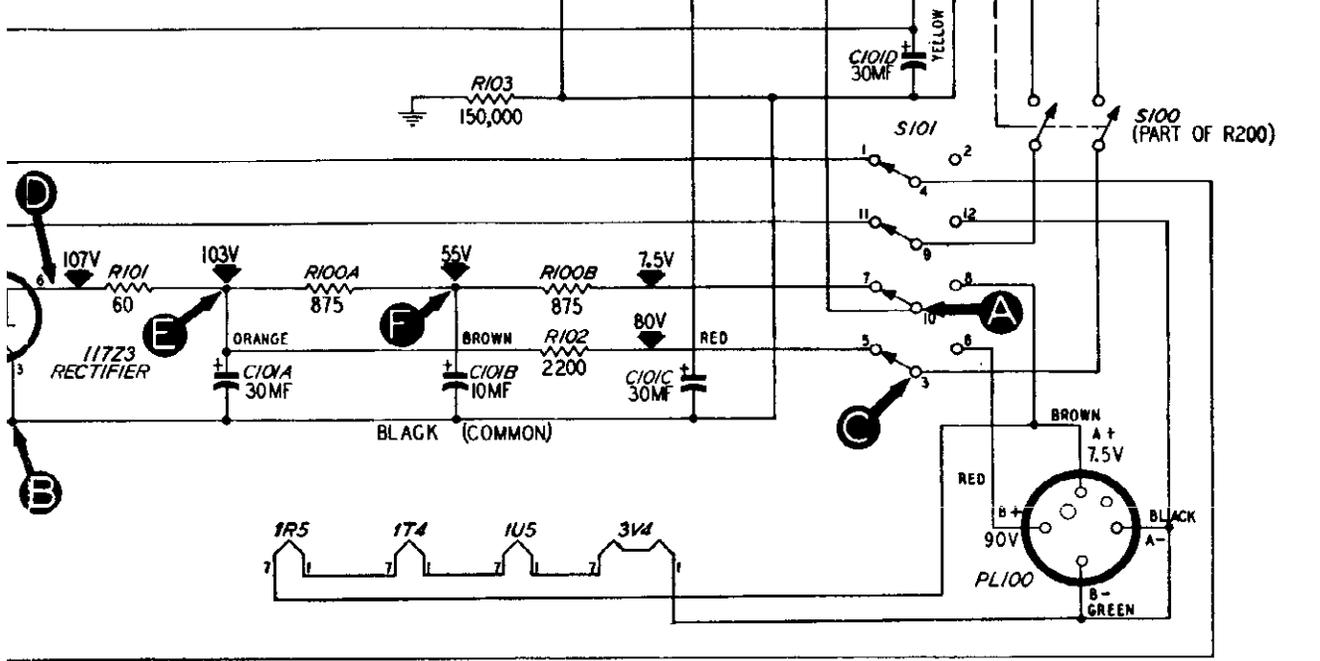 YELLOW
C101D
30MF
R103
150,000
S101
S100
(PART OF R200)
1
2
4
D
11
12
9
107V
103V
55V
7.5V
6
R101
60
R100A
875
R100B
875
7
8
10
A
E
F
80V
ORANGE
BROWN
R102
2200
RED
5
6
3
117Z3
RECTIFIER
3
C101A
30MF
C101B
10MF
C101C
30MF
BLACK (COMMON)
C
B
BROWN
A+
7.5V
RED
B+
90V
BLACK
A-
PL100
B-
GREEN
1R5
1T4
1U5
3V4
7
1
7
1
7
1
7
1